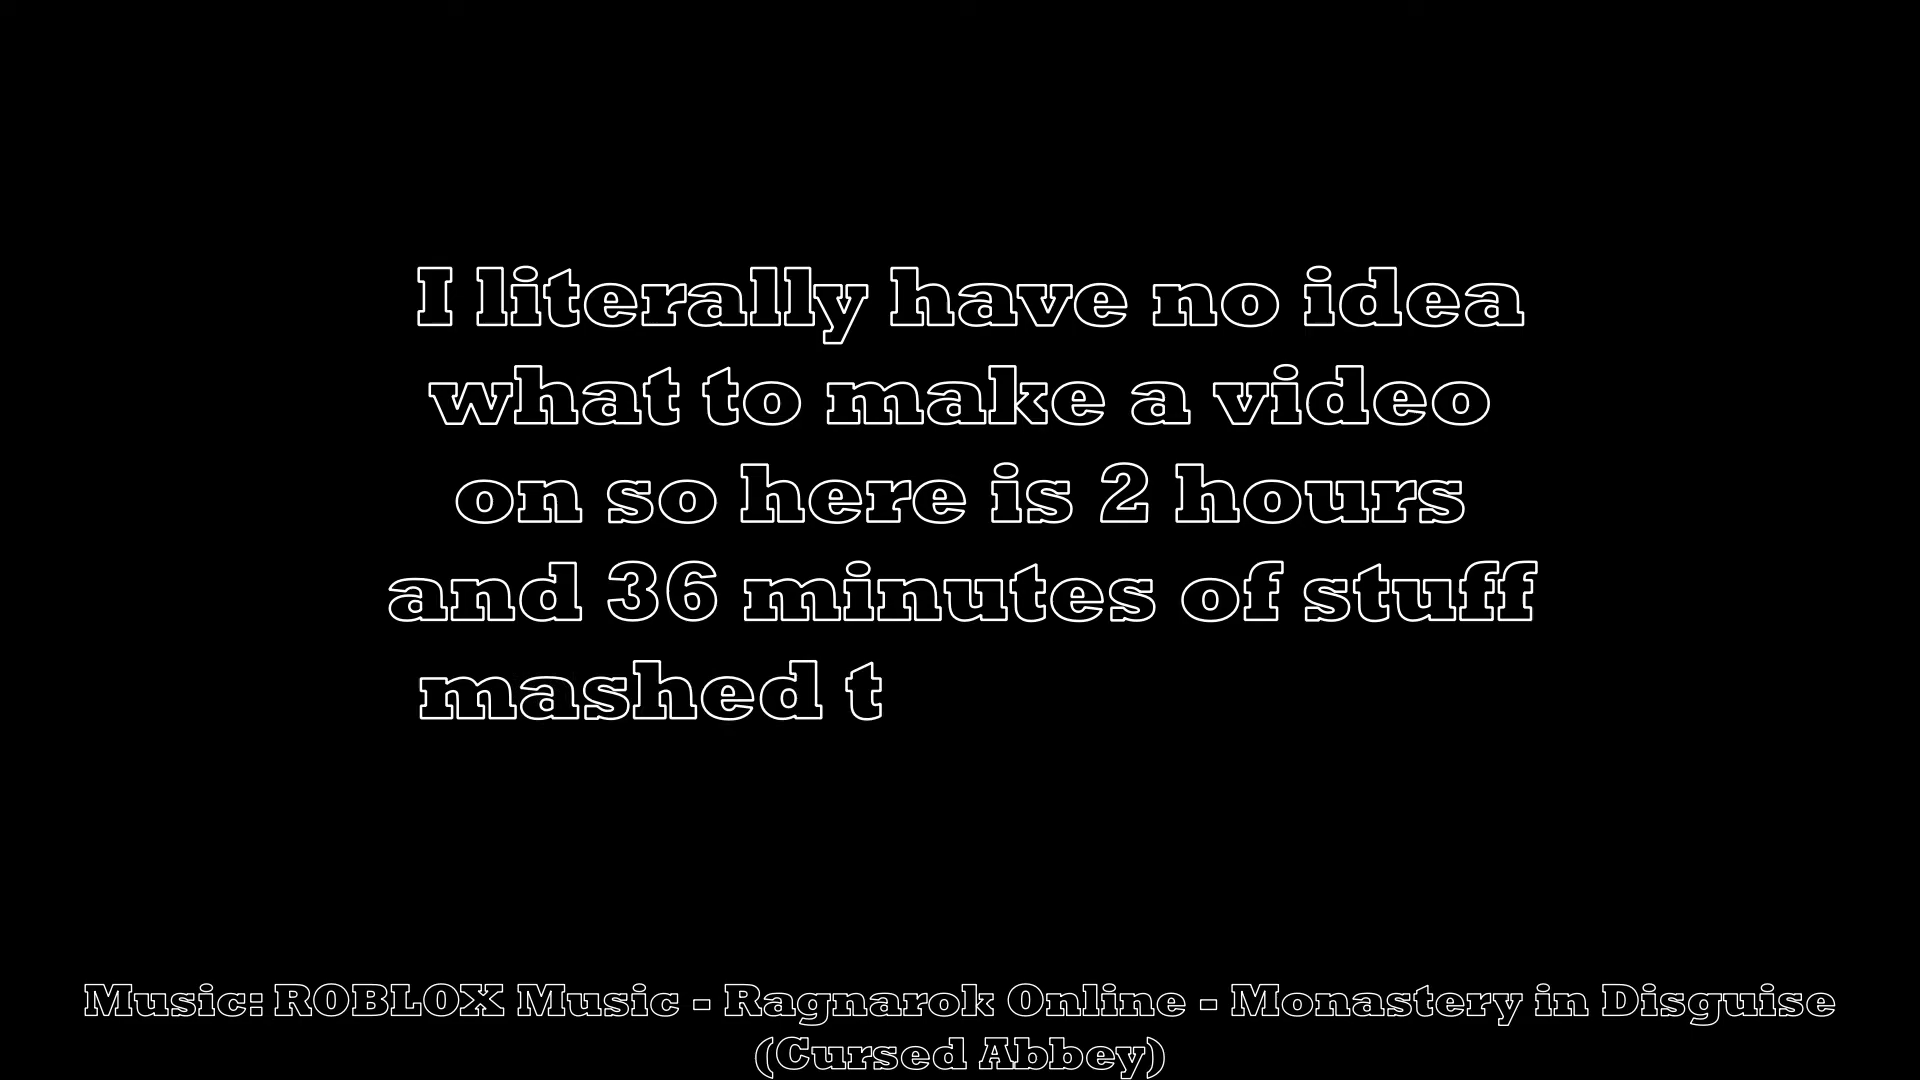 I literally have no idea
what to make a video
on so here is 2 hours
and 36 minutes of stuff
mashed t
Music: ROBLOX Music - Ragnarok Online - Monastery in Disguise
(Cursed Abbey)